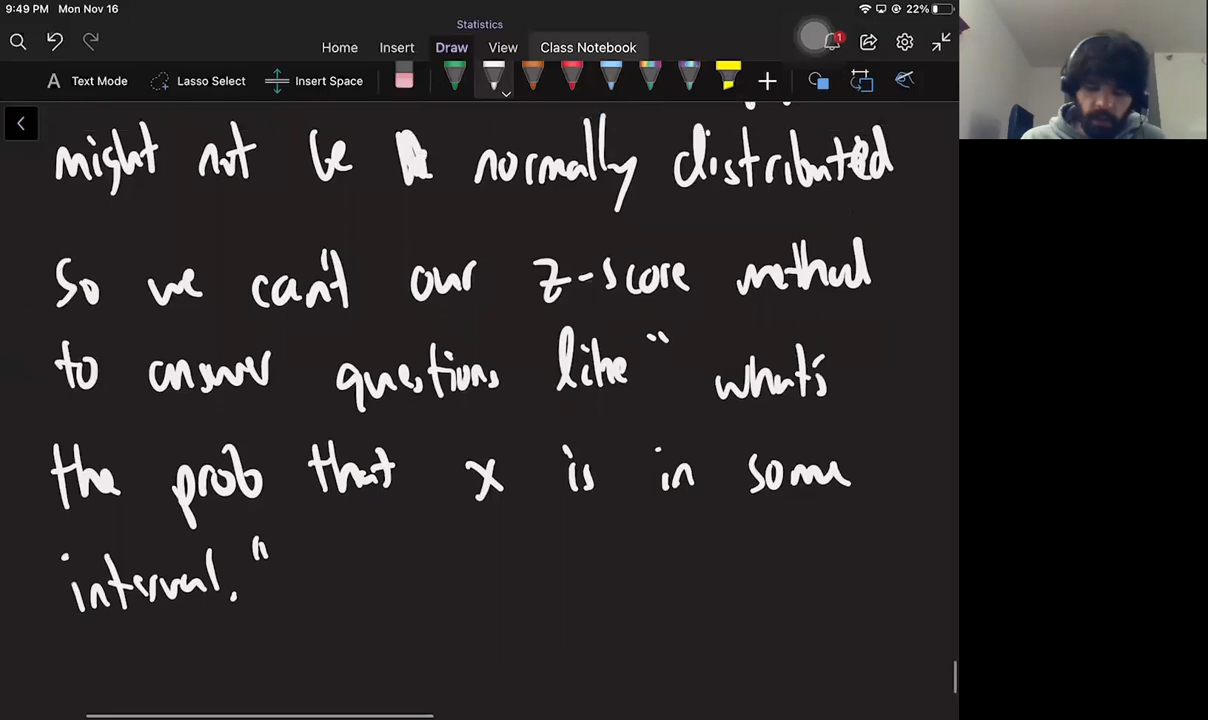 9:49 PM Mon Nov 16
22%
Statistics
Home Insert Draw View Class Notebook
1
A Text Mode Lasso Select Insert Space
might not be normally distributed
So we can't our z-score method
to answer questions like " what's
the prob that x is in some
interval."